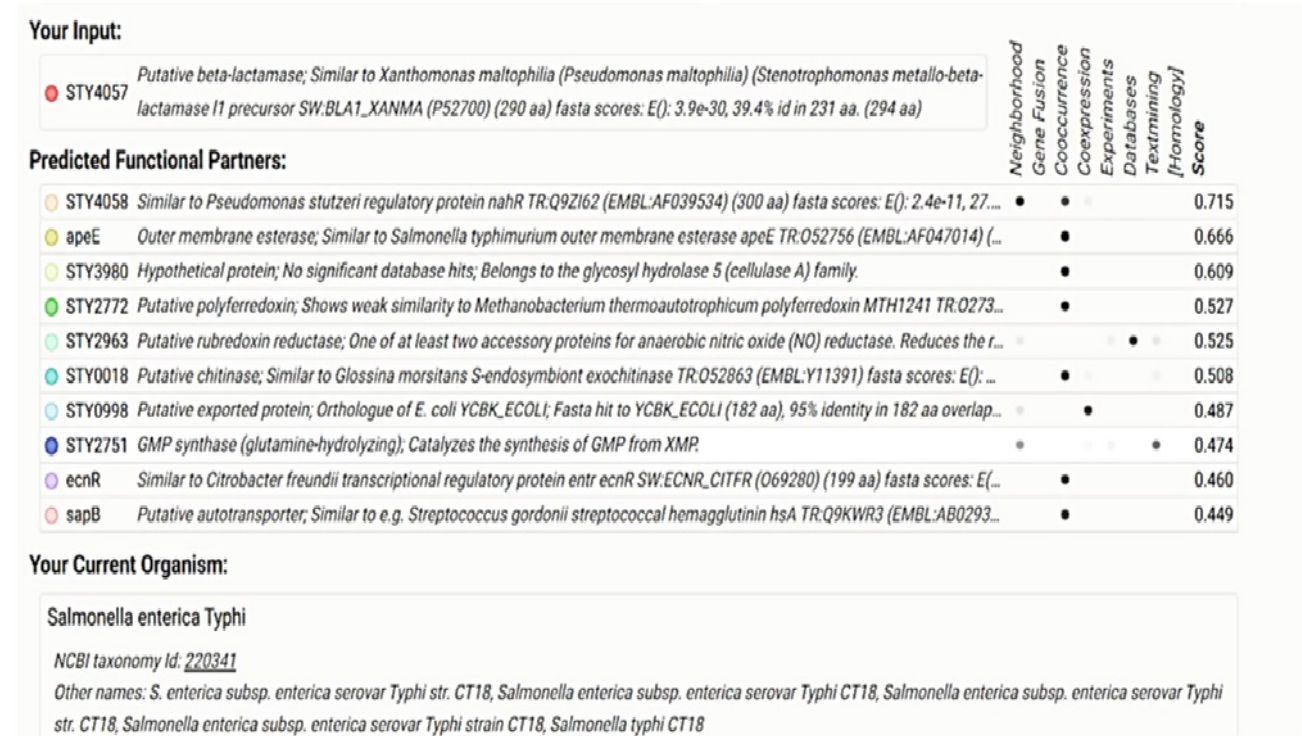 Your Input:
STY4057 Putative beta-lactamase; Similar to Xanthomonas maltophilia (Pseudomonas maltophilia) (Stenotrophomonas metallo-beta-
lactamase l1 precursor SW:BLA1_XANMA (P52700) (290 aa) fasta scores: E(): 3.9e-30, 39.4% id in 231 aa. (294 aa)
Neighborhood
Gene Fusion
Cooccurrence
Coexpression
Experiments
Databases
Textmining
[Homology]
Score
Predicted Functional Partners:
STY4058 Similar to Pseudomonas stutzeri regulatory protein nahR TR:Q9ZI62 (EMBL:AF039534) (300 aa) fasta scores: E(): 2.4e-11, 27.... 0.715
apeE Outer membrane esterase; Similar to Salmonella typhimurium outer membrane esterase apeE TR:O52756 (EMBL:AF047014) (... 0.666
STY3980 Hypothetical protein; No significant database hits; Belongs to the glycosyl hydrolase 5 (cellulase A) family. 0.609
STY2772 Putative polyferredoxin; Shows weak similarity to Methanobacterium thermoautotrophicum polyferredoxin MTH1241 TR:O273... 0.527
STY2963 Putative rubredoxin reductase; One of at least two accessory proteins for anaerobic nitric oxide (NO) reductase. Reduces the r... 0.525
STY0018 Putative chitinase; Similar to Glossina morsitans S-endosymbiont exochitinase TR:O52863 (EMBL:Y11391) fasta scores: E(): ... 0.508
STY0998 Putative exported protein; Orthologue of E. coli YCBK_ECOLI; Fasta hit to YCBK_ECOLI (182 aa), 95% identity in 182 aa overlap... 0.487
STY2751 GMP synthase (glutamine-hydrolyzing); Catalyzes the synthesis of GMP from XMP. 0.474
ecnR Similar to Citrobacter freundii transcriptional regulatory protein entr ecnR SW:ECNR_CITFR (O69280) (199 aa) fasta scores: E(... 0.460
sapB Putative autotransporter; Similar to e.g. Streptococcus gordonii streptococcal hemagglutinin hsA TR:Q9KWR3 (EMBL:AB0293... 0.449
Your Current Organism:
Salmonella enterica Typhi
NCBI taxonomy Id: 220341
Other names: S. enterica subsp. enterica serovar Typhi str. CT18, Salmonella enterica subsp. enterica serovar Typhi CT18, Salmonella enterica subsp. enterica serovar Typhi
str. CT18, Salmonella enterica subsp. enterica serovar Typhi strain CT18, Salmonella typhi CT18